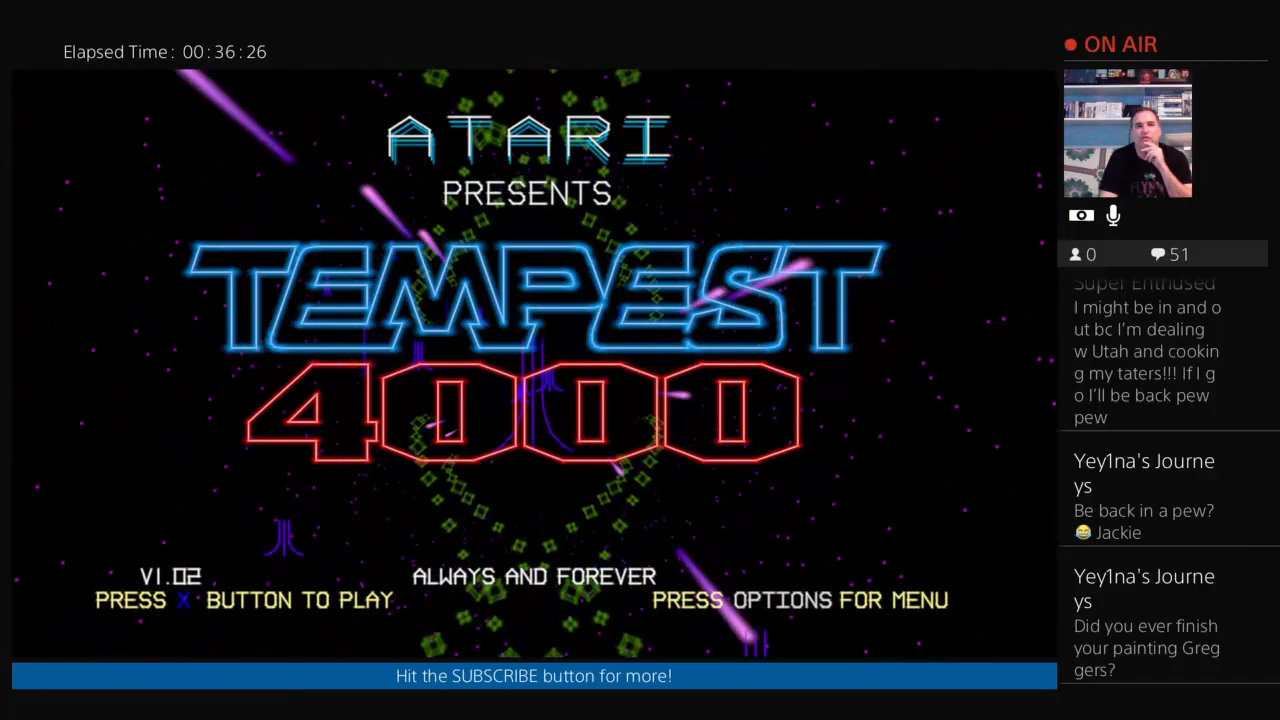 Elapsed Time: 00:36:26
ON AIR
ATARI
PRESENTS
TEMPEST
4000
V1.02
ALWAYS AND FOREVER
PRESS X BUTTON TO PLAY
PRESS OPTIONS FOR MENU
Hit the SUBSCRIBE button for more!
0
51
Super Enthused
I might be in and o
ut bc I'm dealing
w Utah and cookin
g my taters!!! If I g
o I'll be back pew
pew
Yey1na's Journe
ys
Be back in a pew?
😂 Jackie
Yey1na's Journe
ys
Did you ever finish
your painting Greg
gers?